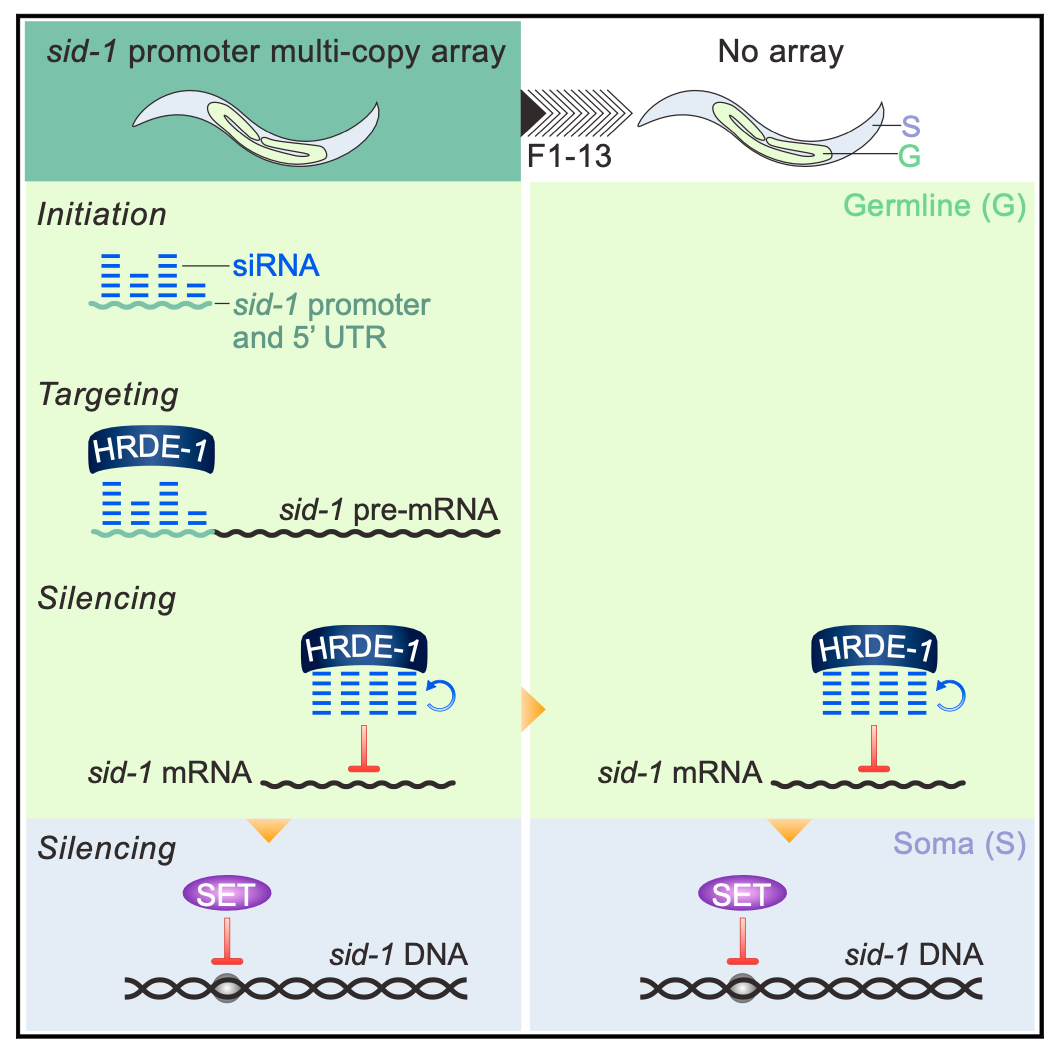 sid-1 promoter multi-copy array
No array
F1-13
S
G
Initiation
Germline (G)
siRNA
sid-1 promoter
and 5’ UTR
Targeting
HRDE-1
sid-1 pre-mRNA
Silencing
HRDE-1
sid-1 mRNA
HRDE-1
sid-1 mRNA
Silencing
Soma (S)
SET
sid-1 DNA
SET
sid-1 DNA